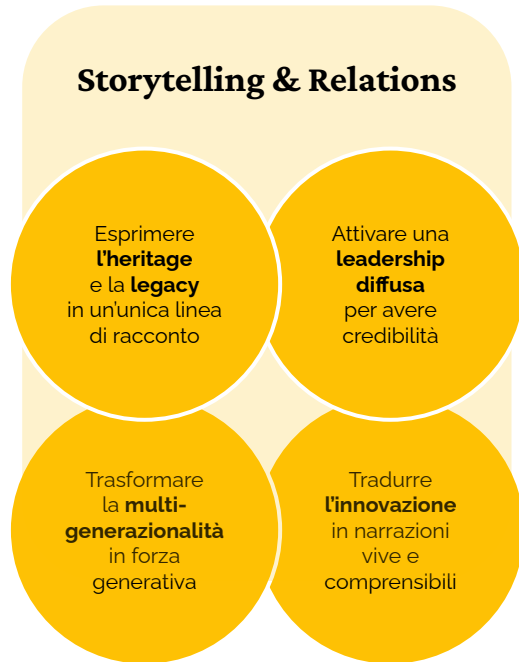 Storytelling & Relations
Esprimere
l'heritage
e la legacy
in un'unica linea
di racconto
Attivare una
leadership
diffusa
per avere
credibilità
Trasformare
la multi-
generazionalità
in forza
generativa
Tradurre
l'innovazione
in narrazioni
vive e
comprensibili